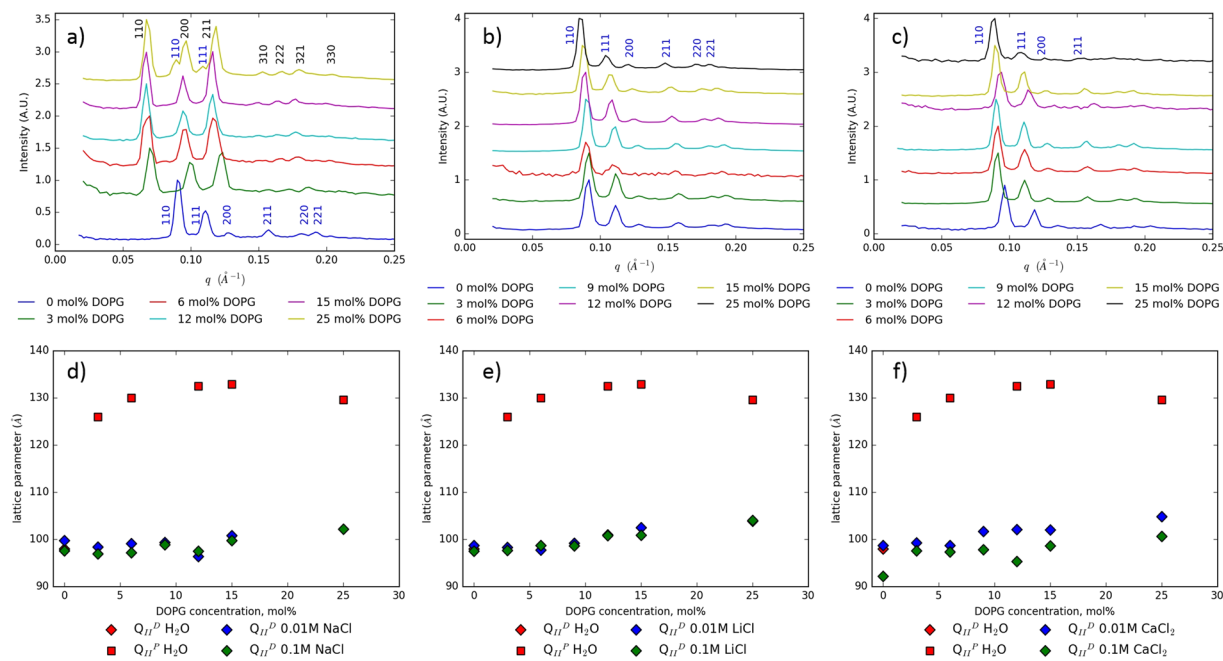 a)
110
110
200
111
211
310
222
321
330
110
111
200
211
220
221
3.5
3.0
2.5
2.0
1.5
1.0
0.5
0.0
Intensity (A.U.)
0.00 0.05 0.10 0.15 0.20 0.25
q (Å⁻¹)
0 mol% DOPG 6 mol% DOPG 15 mol% DOPG
3 mol% DOPG 12 mol% DOPG 25 mol% DOPG
b)
110
111
200
211
220
221
4
3
2
1
0
Intensity (A.U.)
0.00 0.05 0.10 0.15 0.20 0.25
q (Å⁻¹)
0 mol% DOPG 9 mol% DOPG 15 mol% DOPG
3 mol% DOPG 12 mol% DOPG 25 mol% DOPG
6 mol% DOPG
c)
110
111
200
211
4
3
2
1
0
Intensity (A.U.)
0.00 0.05 0.10 0.15 0.20 0.25
q (Å⁻¹)
0 mol% DOPG 9 mol% DOPG 15 mol% DOPG
3 mol% DOPG 12 mol% DOPG 25 mol% DOPG
6 mol% DOPG
d)
140
130
120
110
100
90
lattice parameter (Å)
0 5 10 15 20 25 30
DOPG concentration, mol%
Q_II^D H₂O Q_II^D 0.01M NaCl
Q_II^P H₂O Q_II^D 0.1M NaCl
e)
140
130
120
110
100
90
lattice parameter (Å)
0 5 10 15 20 25 30
DOPG concentration, mol%
Q_II^D H₂O Q_II^D 0.01M LiCl
Q_II^P H₂O Q_II^D 0.1M LiCl
f)
140
130
120
110
100
90
lattice parameter (Å)
0 5 10 15 20 25 30
DOPG concentration, mol%
Q_II^D H₂O Q_II^D 0.01M CaCl₂
Q_II^P H₂O Q_II^D 0.1M CaCl₂